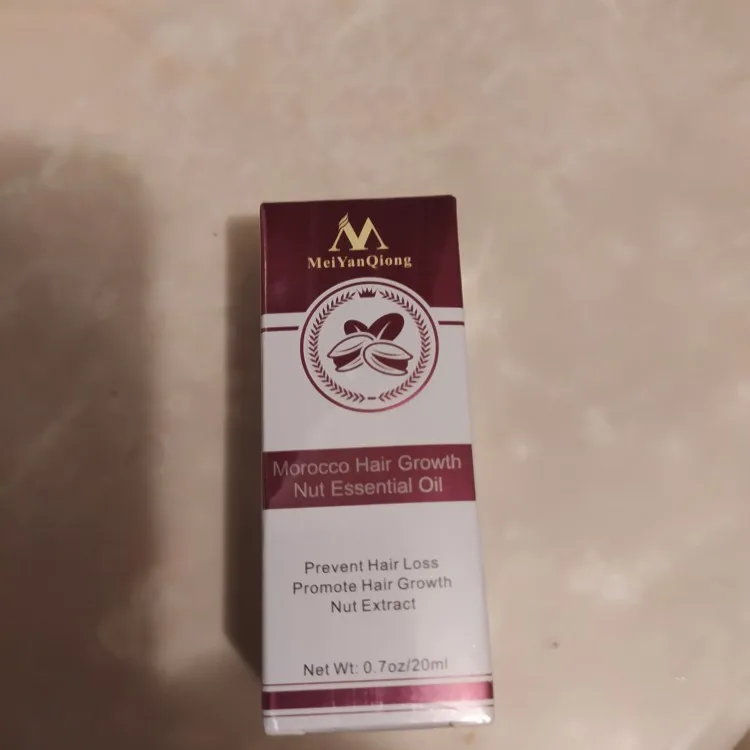 MeiYanQiong
Morocco Hair Growth
Nut Essential Oil
Prevent Hair Loss
Promote Hair Growth
Nut Extract
Net Wt: 0.7oz/20ml